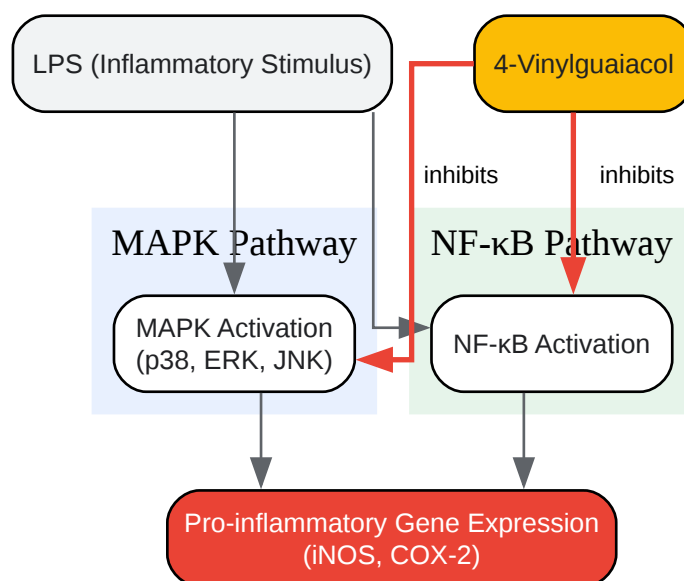 LPS (Inflammatory Stimulus)
4-Vinylguaiacol
inhibits
inhibits
MAPK Pathway
NF-κB Pathway
MAPK Activation
(p38, ERK, JNK)
NF-κB Activation
Pro-inflammatory Gene Expression
(iNOS, COX-2)